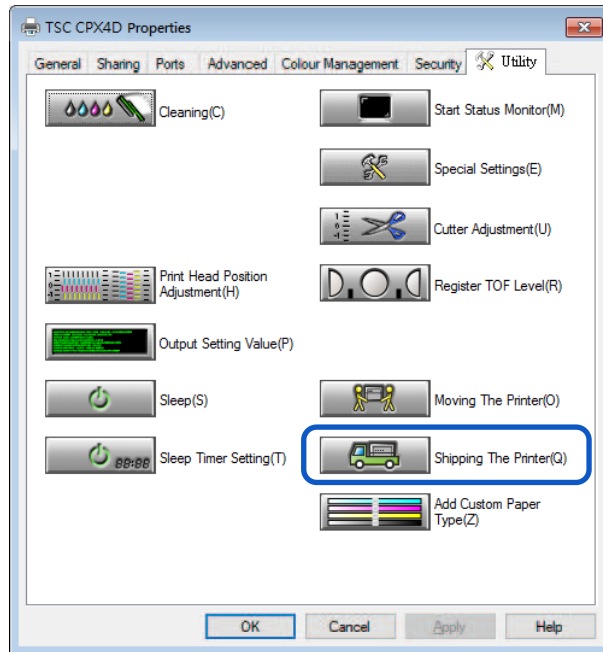 TSC CPX4D Properties
General Sharing Ports Advanced Colour Management Security Utility
Cleaning(C)
Start Status Monitor(M)
Special Settings(E)
Cutter Adjustment(U)
Print Head Position
Adjustment(H)
Register TOF Level(R)
Output Setting Value(P)
Sleep(S)
Moving The Printer(O)
88:88
Sleep Timer Setting(T)
Shipping The Printer(Q)
Add Custom Paper
Type(Z)
OK Cancel Apply Help